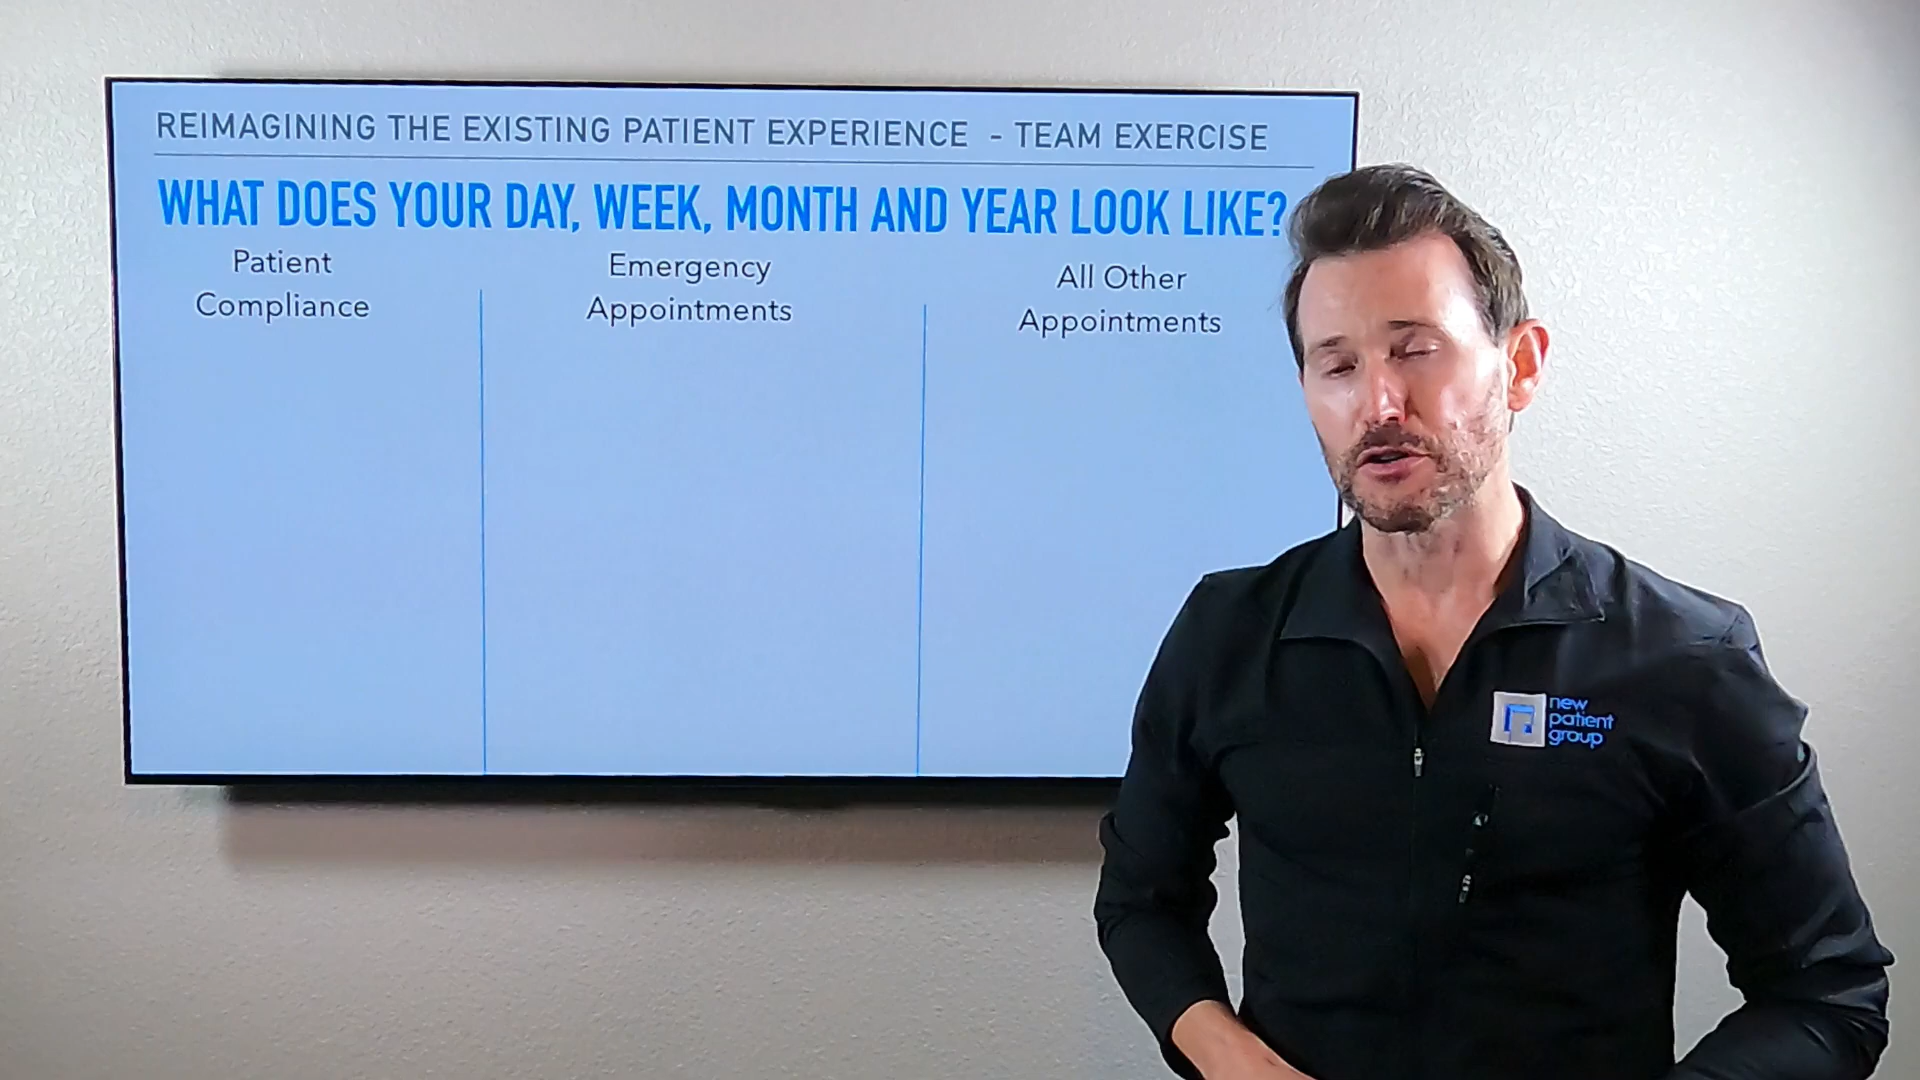 REIMAGINING THE EXISTING PATIENT EXPERIENCE - TEAM EXERCISE
WHAT DOES YOUR DAY, WEEK, MONTH AND YEAR LOOK LIKE?
Patient
Compliance
Emergency
Appointments
All Other
Appointments
new
patient
group